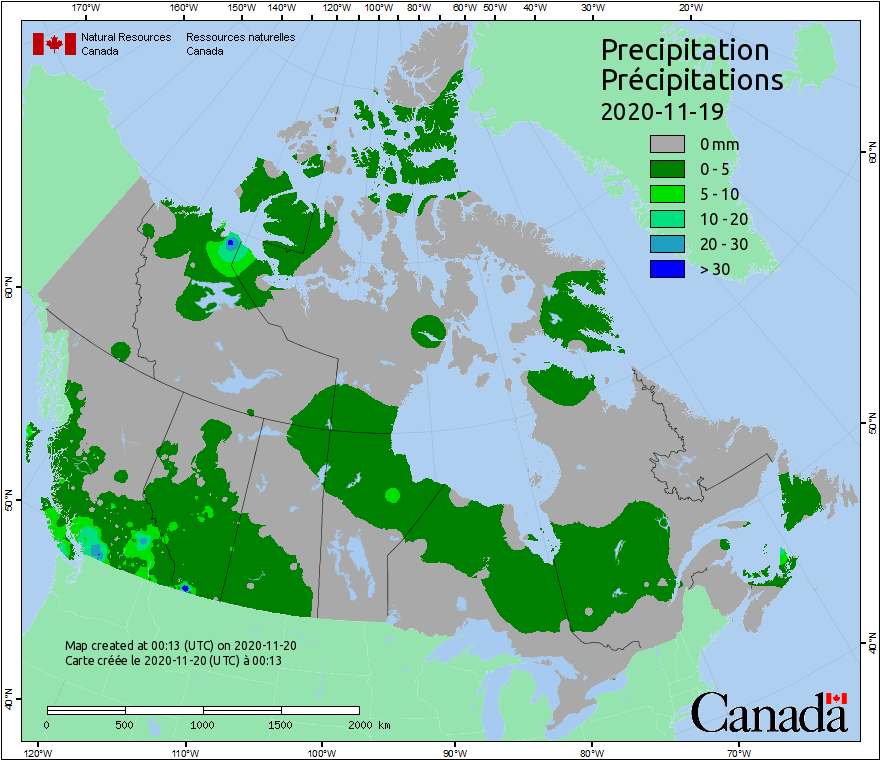 170°W 160°W 150°W 140°W 130°W 120°W 110°W 100°W 90°W 80°W 60°W 50°W 40°W 30°W 20°W
Natural Resources Canada
Ressources naturelles Canada
Precipitation
Précipitations
2020-11-19
0 mm
0 - 5
5 - 10
10 - 20
20 - 30
> 30
60°N
60°N
50°N
50°N
40°N
40°N
Map created at 00:13 (UTC) on 2020-11-20
Carte créée le 2020-11-20 (UTC) à 00:13
0 500 1000 1500 2000 km
Canada
120°W 110°W 100°W 90°W 80°W 70°W